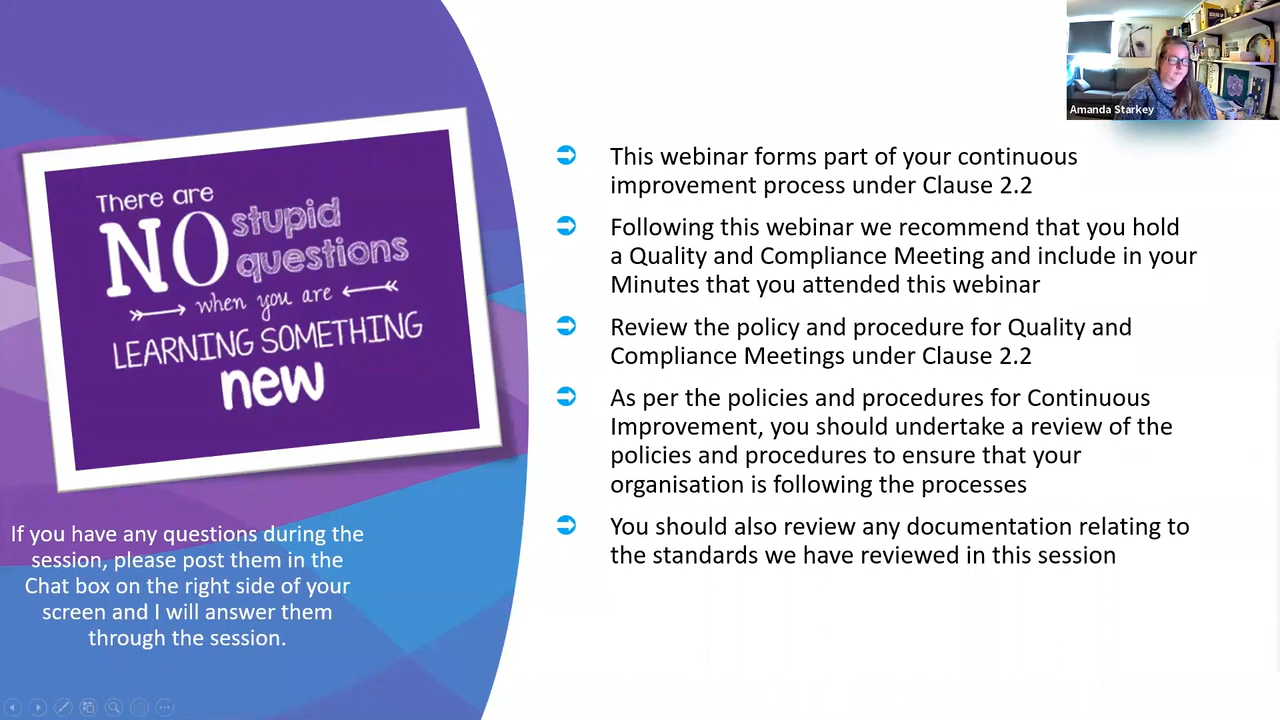 There are
NO stupid
questions
when you are
LEARNING SOMETHING
new
If you have any questions during the
session, please post them in the
Chat box on the right side of your
screen and I will answer them
through the session.
This webinar forms part of your continuous
improvement process under Clause 2.2
Following this webinar we recommend that you hold
a Quality and Compliance Meeting and include in your
Minutes that you attended this webinar
Review the policy and procedure for Quality and
Compliance Meetings under Clause 2.2
As per the policies and procedures for Continuous
Improvement, you should undertake a review of the
policies and procedures to ensure that your
organisation is following the processes
You should also review any documentation relating to
the standards we have reviewed in this session
Amanda Starkey